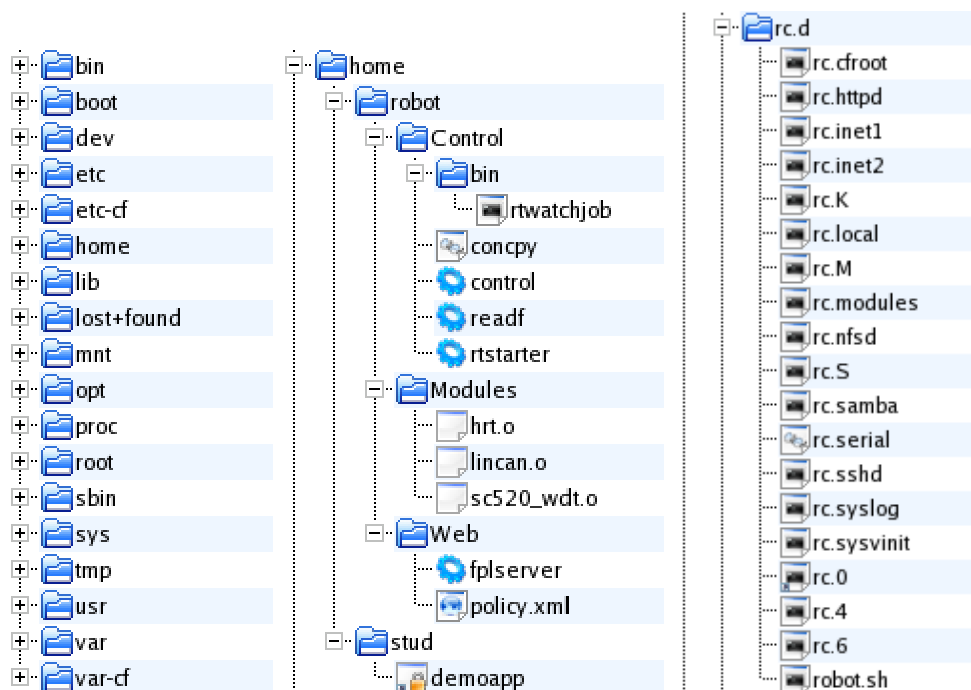 bin
boot
dev
etc
etc-cf
home
lib
lost+found
mnt
opt
proc
root
sbin
sys
tmp
usr
var
var-cf
home
robot
Control
bin
rtwatchjob
concpy
control
readf
rtstarter
Modules
hrt.o
lincan.o
sc520_wdt.o
Web
fplserver
policy.xml
stud
demoapp
rc.d
rc.cfroot
rc.httpd
rc.inet1
rc.inet2
rc.K
rc.local
rc.M
rc.modules
rc.nfsd
rc.S
rc.samba
rc.serial
rc.sshd
rc.syslog
rc.sysvinit
rc.0
rc.4
rc.6
robot.sh